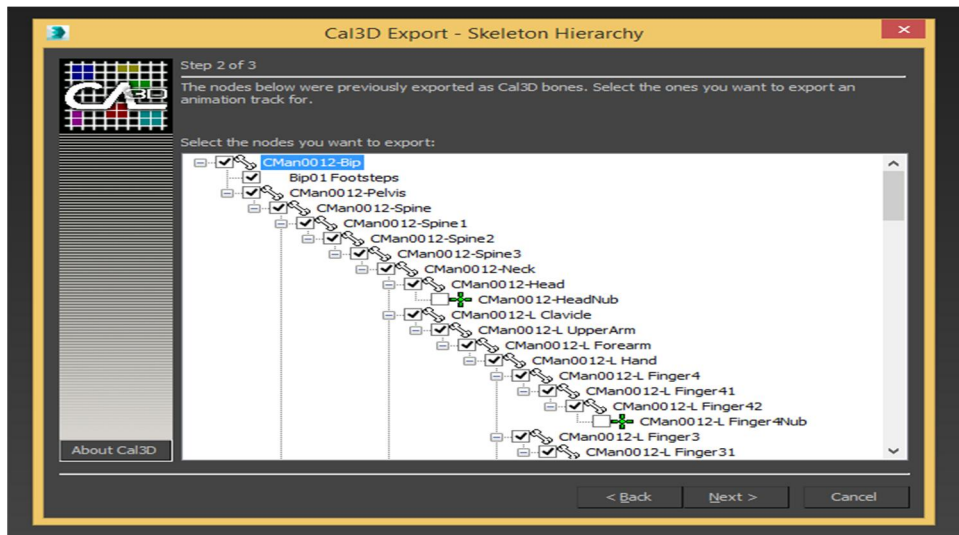 Cal3D Export - Skeleton Hierarchy
CAL3D
Step 2 of 3
The nodes below were previously exported as Cal3D bones. Select the ones you want to export an
animation track for.
Select the nodes you want to export:
CMan0012-Bip
Bip01 Footsteps
CMan0012-Pelvis
CMan0012-Spine
CMan0012-Spine1
CMan0012-Spine2
CMan0012-Spine3
CMan0012-Neck
CMan0012-Head
CMan0012-HeadNub
CMan0012-L Clavicle
CMan0012-L UpperArm
CMan0012-L Forearm
CMan0012-L Hand
CMan0012-L Finger4
CMan0012-L Finger41
CMan0012-L Finger42
CMan0012-L Finger4Nub
CMan0012-L Finger3
CMan0012-L Finger31
About Cal3D
< Back
Next >
Cancel